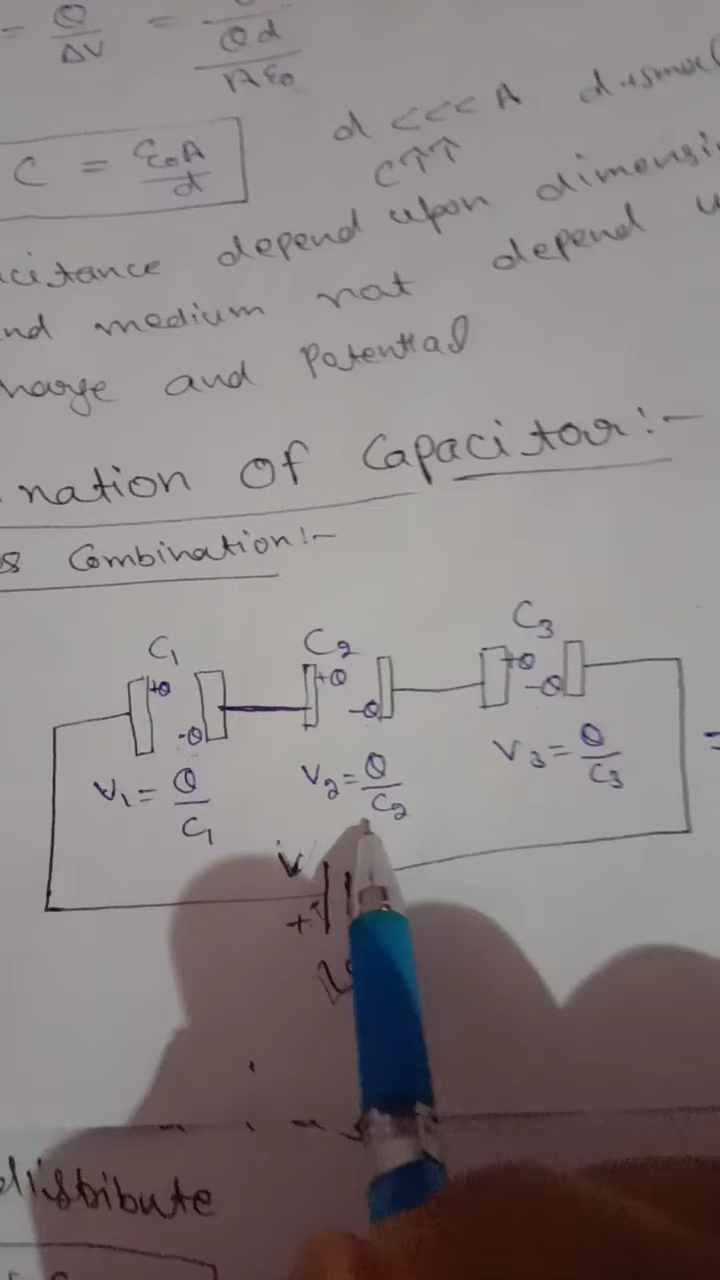 = Q/ΔV = Qd/Aε₀
d <<< A d small
C = ε₀A/d
C↑↑
citance depend upon dimensi
nd medium not depend u
harge and Potential
nation of Capacitor:-
s Combination:-
C₁ C₂ C₃
+Q -Q +Q -Q +Q -Q
V₁ = Q/C₁ V₂ = Q/C₂ V₃ = Q/C₃ =
V
+
distibute